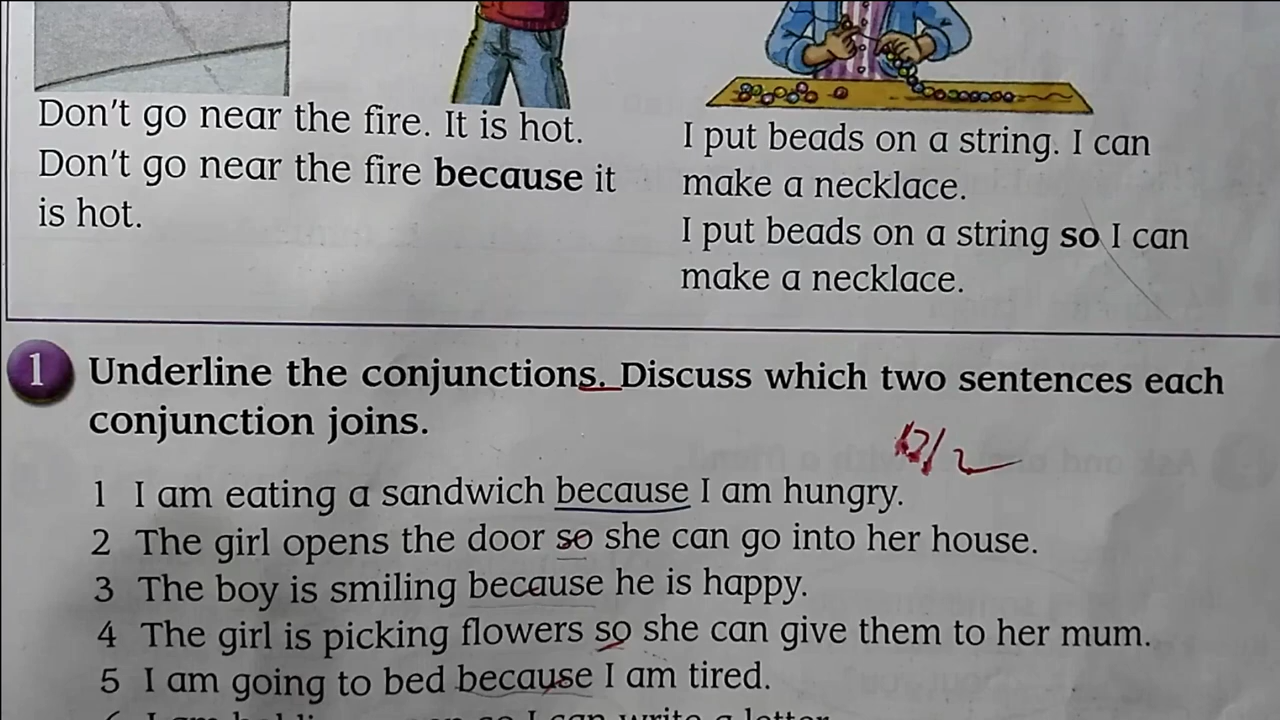 Don't go near the fire. It is hot.
Don't go near the fire because it
is hot.
I put beads on a string. I can
make a necklace.
I put beads on a string so I can
make a necklace.
1 Underline the conjunctions. Discuss which two sentences each
conjunction joins.
1 I am eating a sandwich because I am hungry.
2 The girl opens the door so she can go into her house.
3 The boy is smiling because he is happy.
4 The girl is picking flowers so she can give them to her mum.
5 I am going to bed because I am tired.